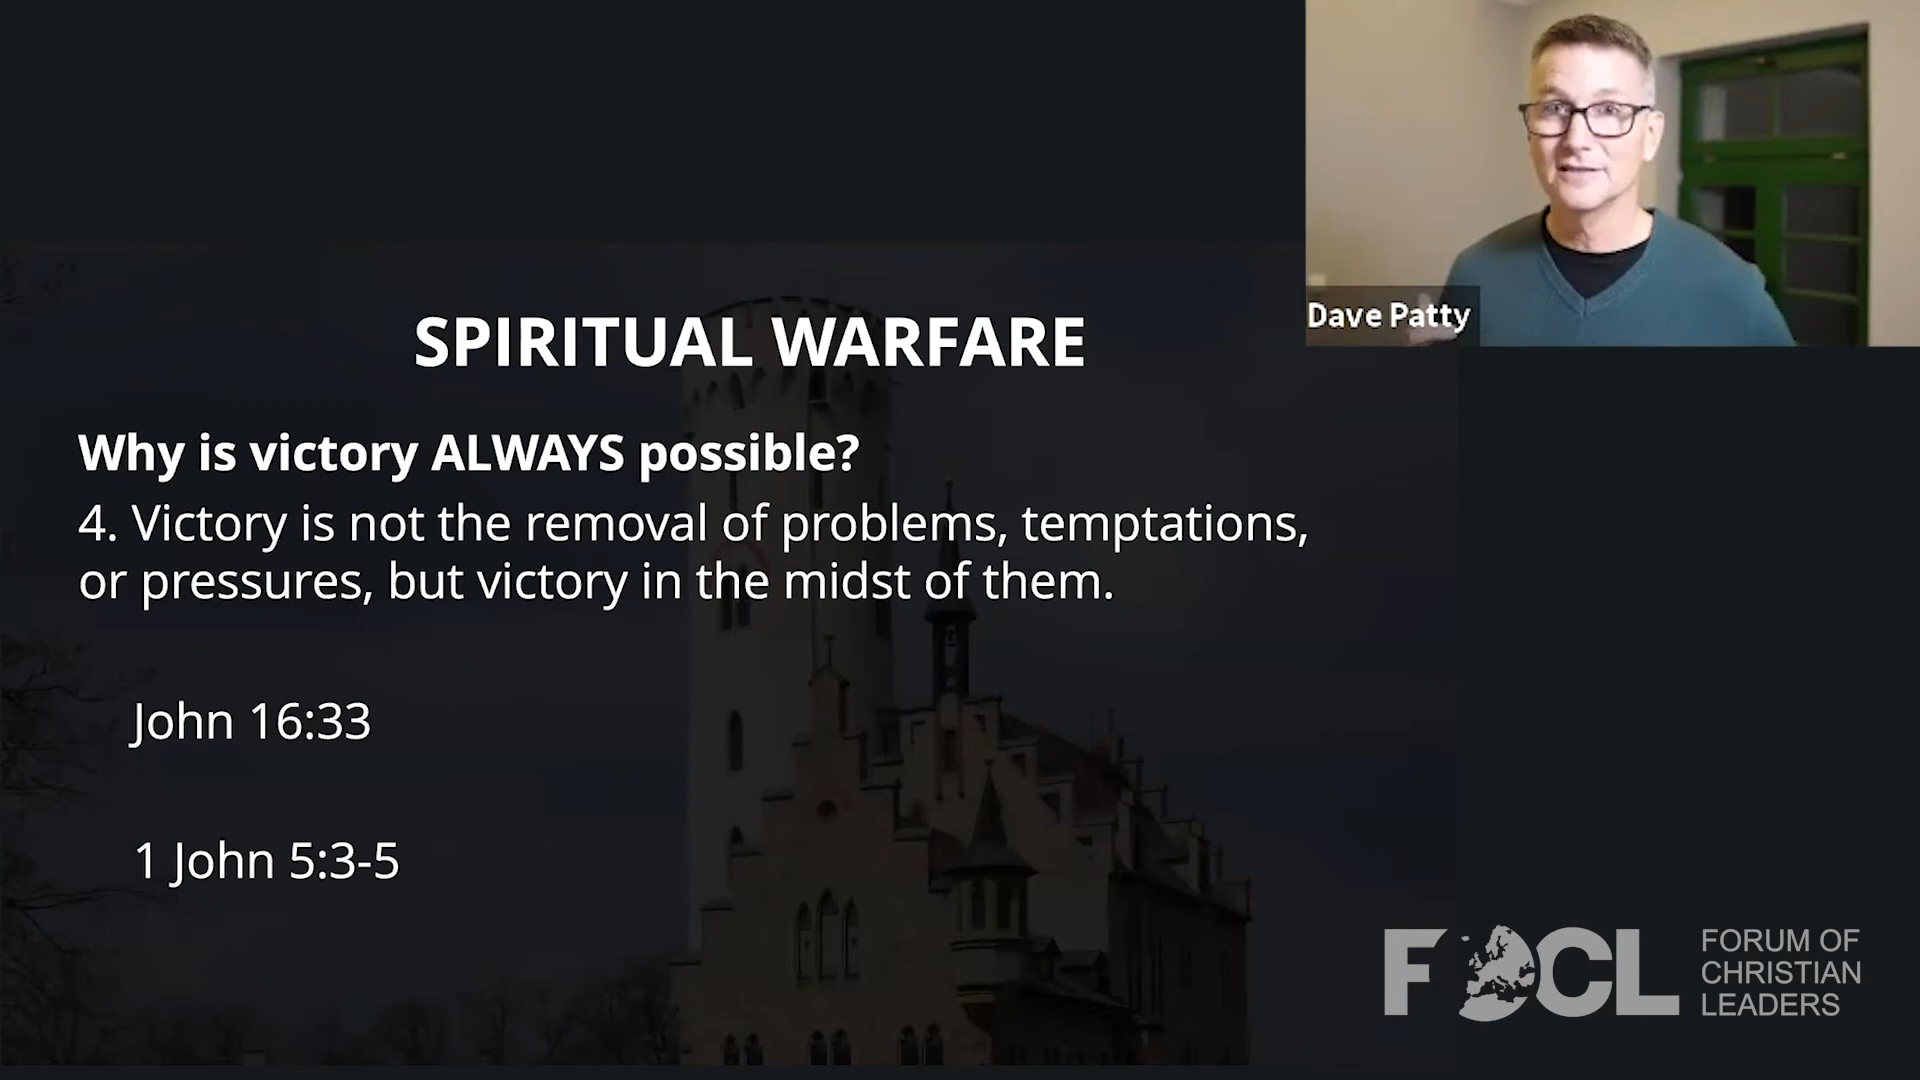 Dave Patty
SPIRITUAL WARFARE
Why is victory ALWAYS possible?
4. Victory is not the removal of problems, temptations,
or pressures, but victory in the midst of them.
John 16:33
1 John 5:3-5
FOCL
FORUM OF
CHRISTIAN
LEADERS